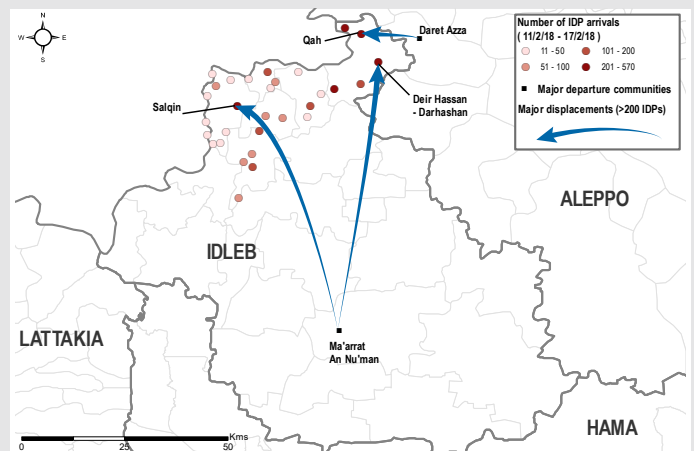 N
W E
S
Number of IDP arrivals
( 11/2/18 - 17/2/18 )
11 - 50
101 - 200
51 - 100
201 - 570
Major departure communities
Major displacements (>200 IDPs)
Qah
Daret Azza
Salqin
Deir Hassan
- Darhashan
ALEPPO
IDLEB
LATTAKIA
Ma'arrat
An Nu'man
HAMA
Kms
0 25 50